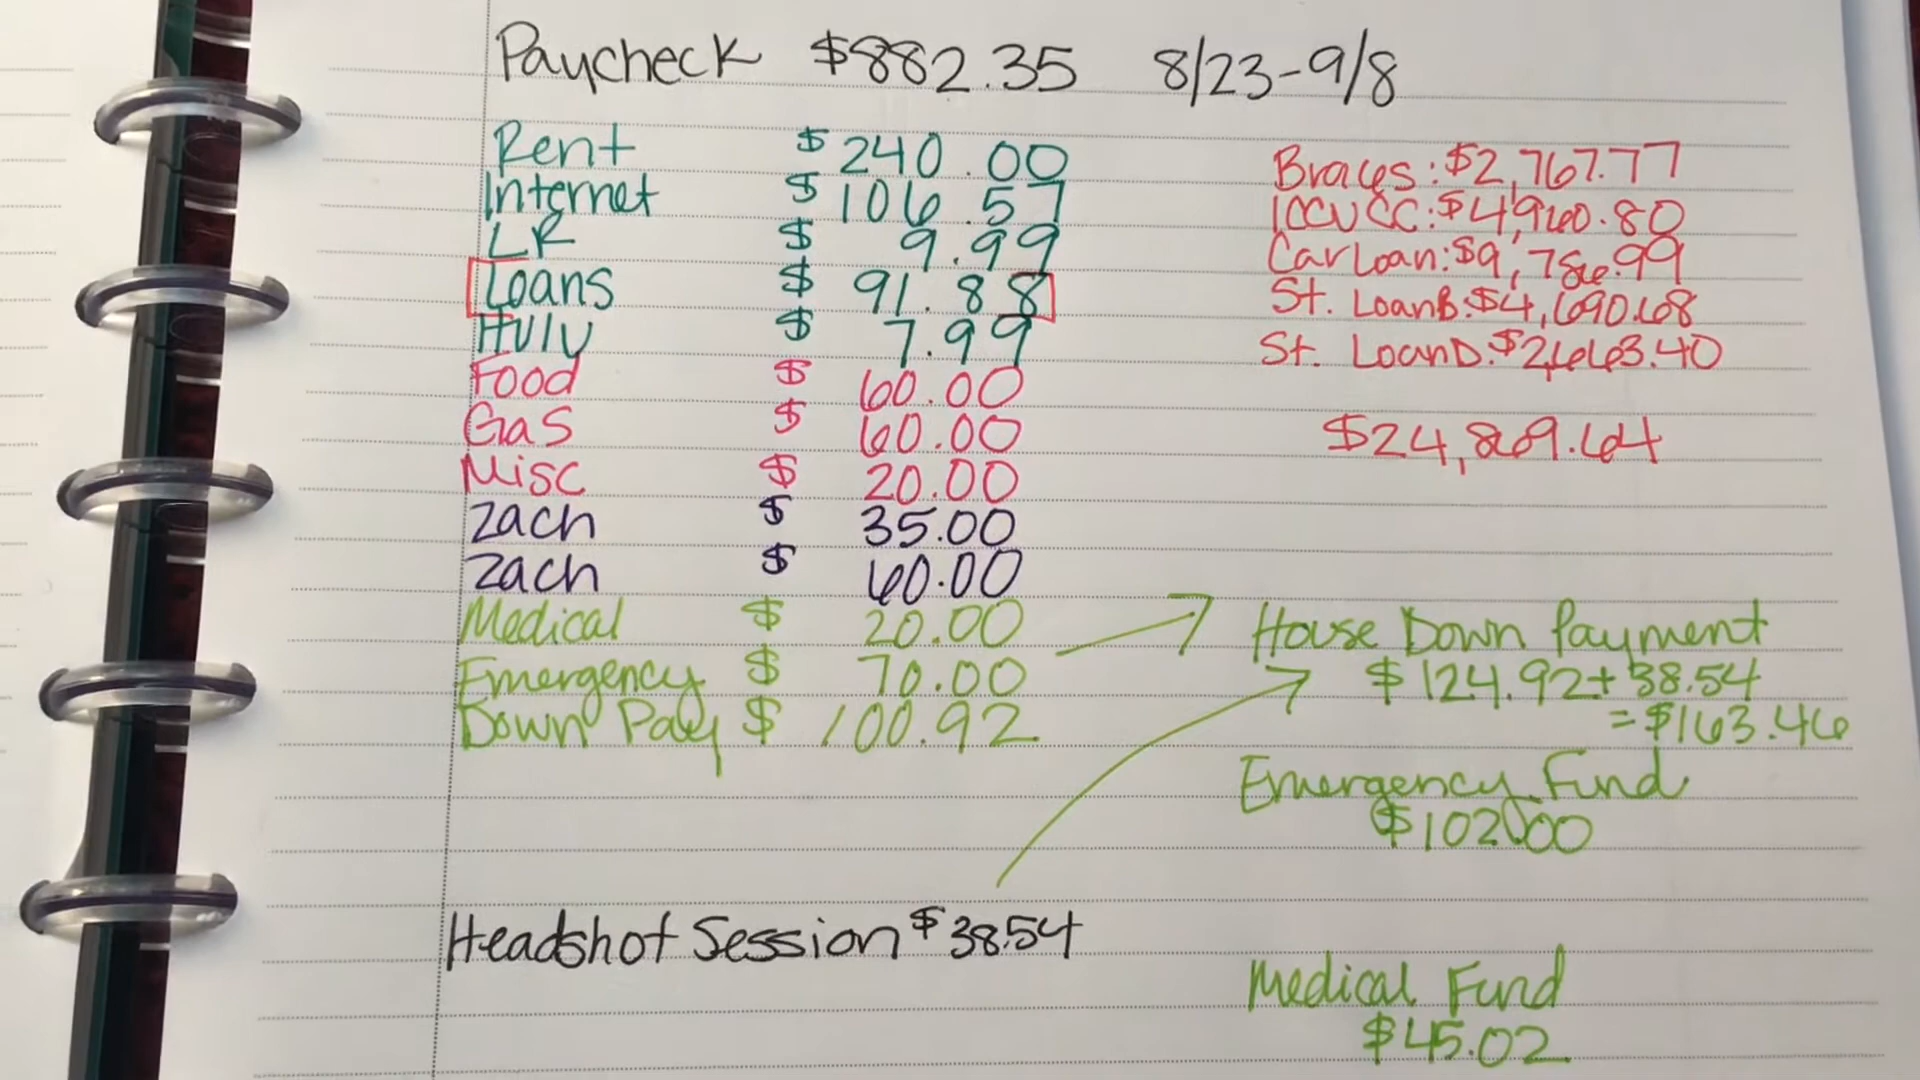 Paycheck $882.35 8/23-9/8
Rent $240.00
Internet $106.57
LR $9.99
Loans $91.88
Hulu $7.99
Food $60.00
Gas $60.00
Misc $20.00
Zach $35.00
Zach $60.00
Medical $20.00
Emergency $70.00
Down Pay $100.92
Headshot Session $38.54
Braces: $2,767.77
ICCU CC: $4,960.80
Car Loan: $9,786.99
St. Loan B: $4,690.68
St. Loan D: $2,663.40
$24,869.64
House Down Payment
$124.92+38.54
=$163.46
Emergency Fund
$102.00
Medical Fund
$45.02